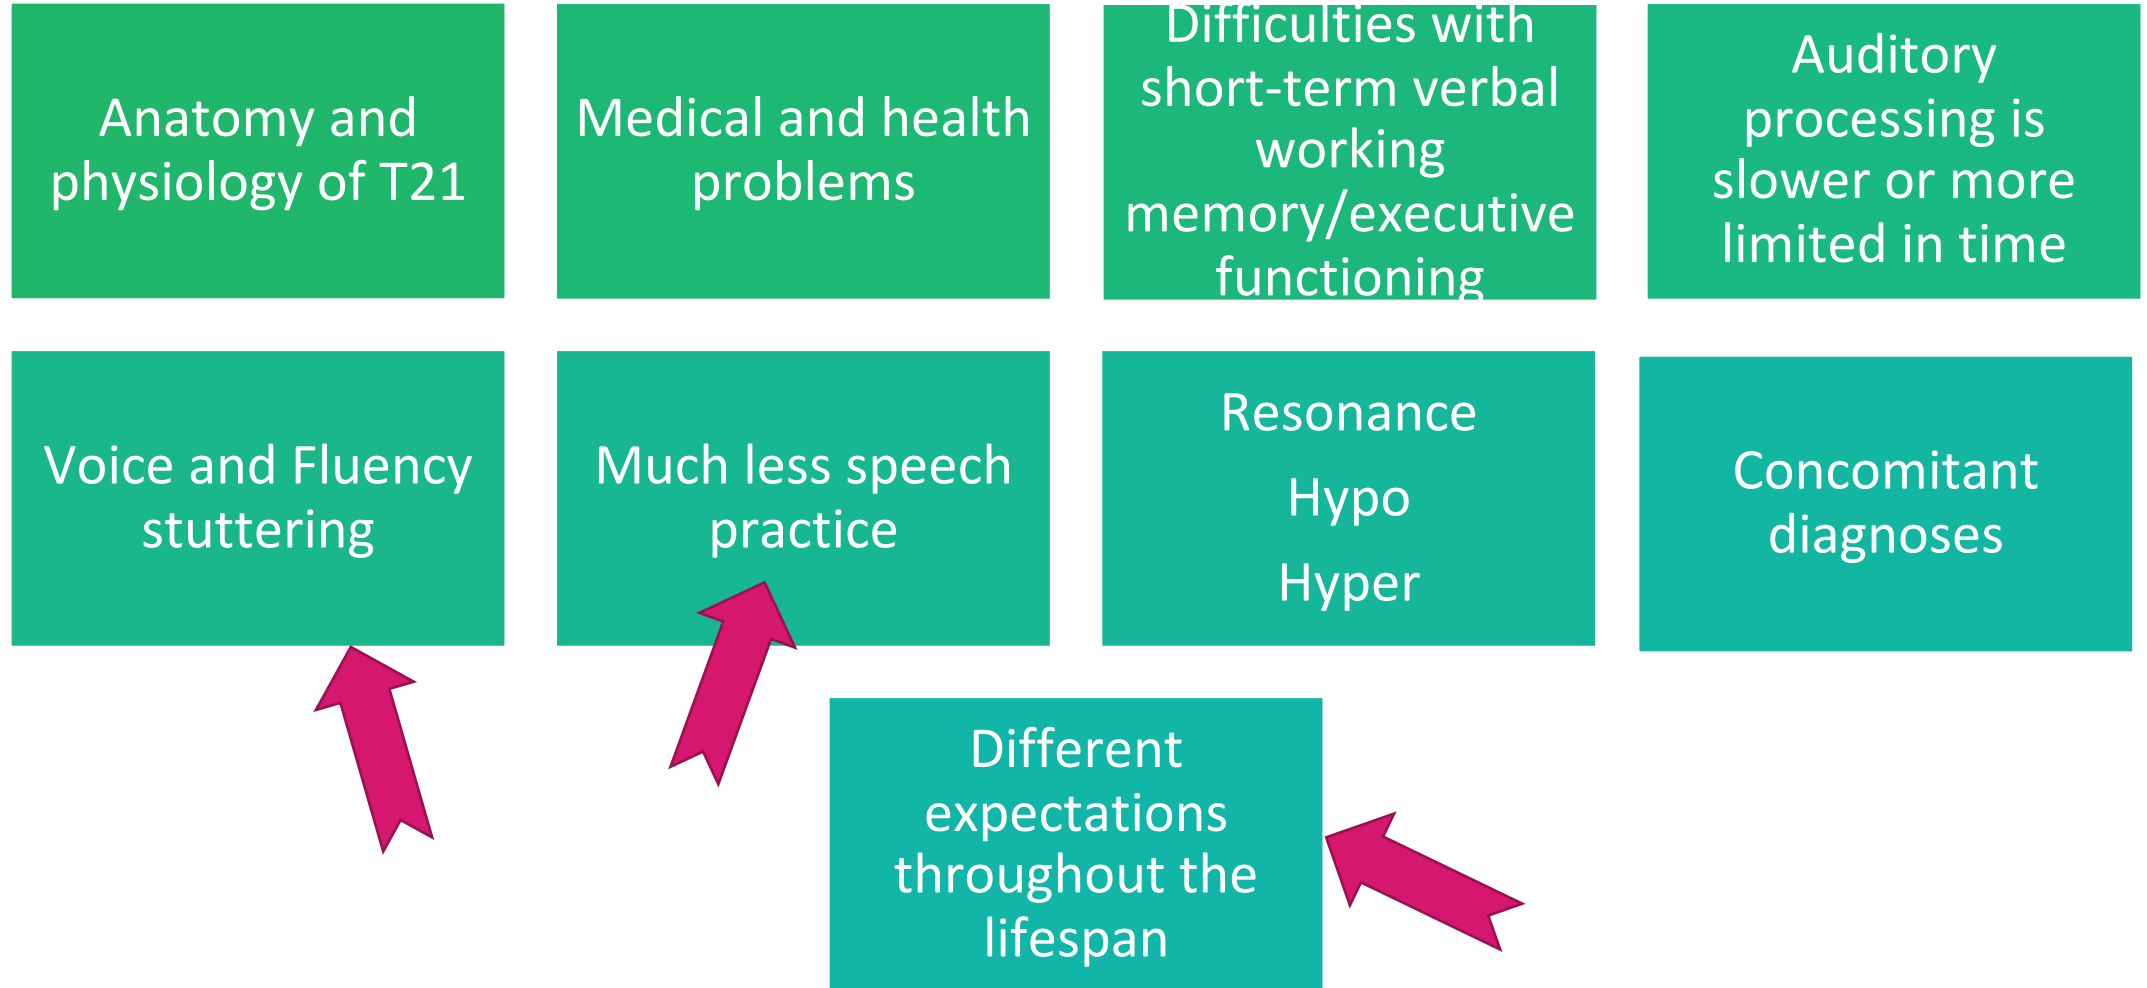 Anatomy and
physiology of T21
Medical and health
problems
Difficulties with
short-term verbal
working
memory/executive
functioning
Auditory
processing is
slower or more
limited in time
Voice and Fluency
stuttering
Much less speech
practice
Resonance
Hypo
Hyper
Concomitant
diagnoses
Different
expectations
throughout the
lifespan